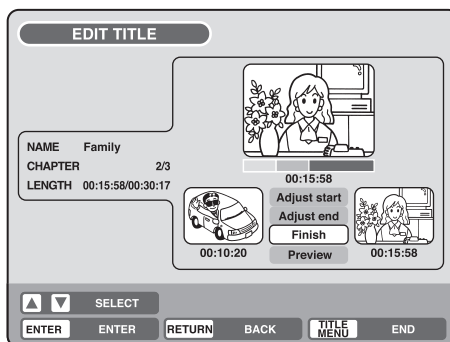 EDIT TITLE
NAME Family
CHAPTER 2/3
LENGTH 00:15:58/00:30:17
00:15:58
Adjust start
Adjust end
Finish
Preview
00:10:20
00:15:58
▲ ▼ SELECT
ENTER ENTER RETURN BACK TITLE MENU END